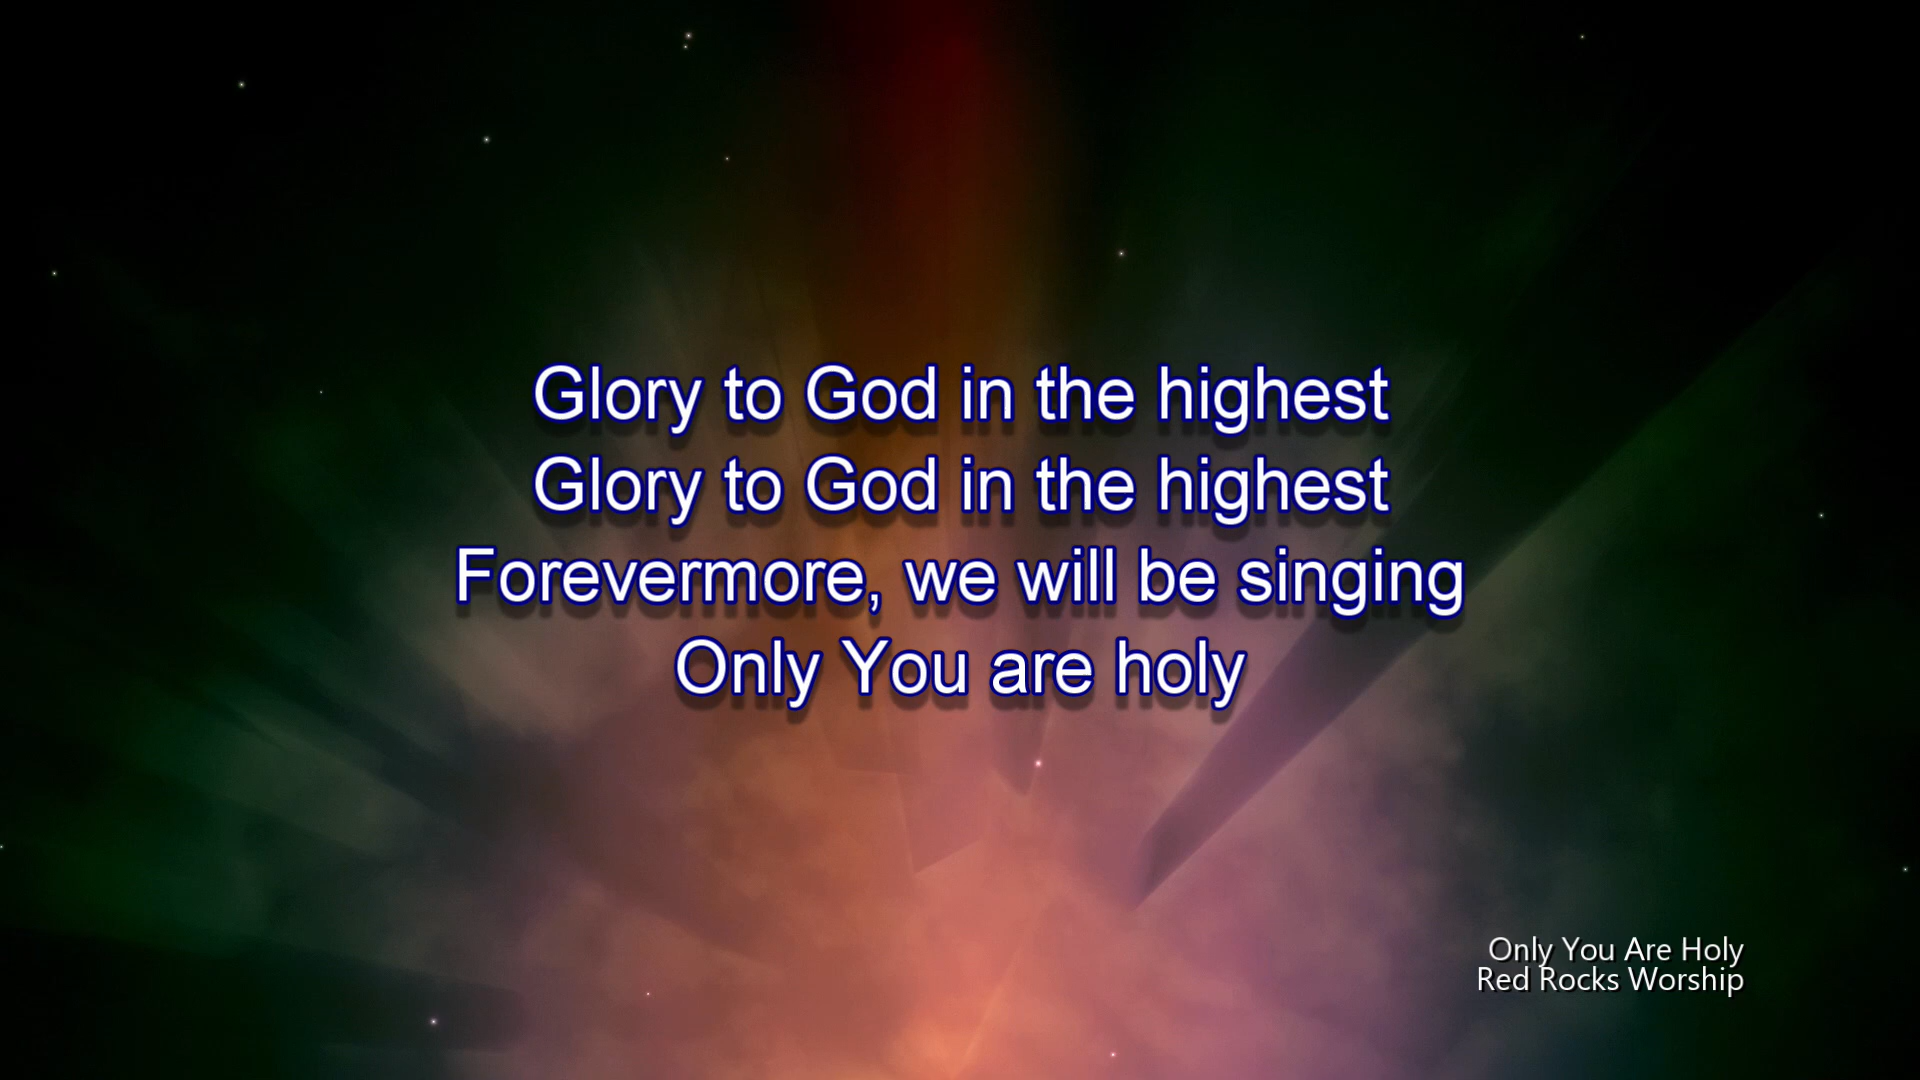 Glory to God in the highest
Glory to God in the highest
Forevermore, we will be singing
Only You are holy
Only You Are Holy
Red Rocks Worship